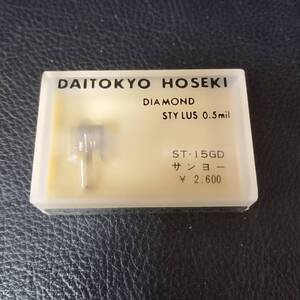 DAITOKYO HOSEKI
DIAMOND
STYLUS 0.5mil
ST-15GD
サンヨー
¥ 2,600